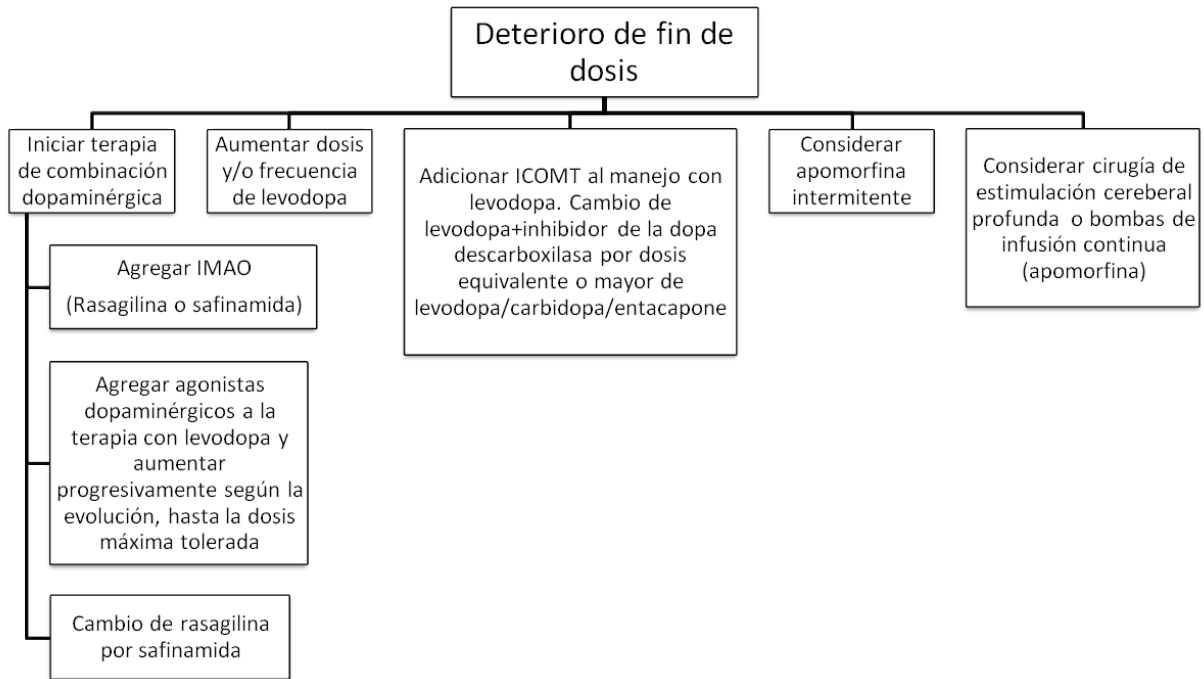 Deterioro de fin de
dosis
Iniciar terapia
de combinación
dopaminérgica
Aumentar dosis
y/o frecuencia
de levodopa
Adicionar ICOMT al manejo con
levodopa. Cambio de
levodopa+inhibidor de la dopa
descarboxilasa por dosis
equivalente o mayor de
levodopa/carbidopa/entacapone
Considerar
apomorfina
intermitente
Considerar cirugía de
estimulación cereberal
profunda o bombas de
infusión continua
(apomorfina)
Agregar IMAO
(Rasagilina o safinamida)
Agregar agonistas
dopaminérgicos a la
terapia con levodopa y
aumentar
progresivamente según la
evolución, hasta la dosis
máxima tolerada
Cambio de rasagilina
por safinamida